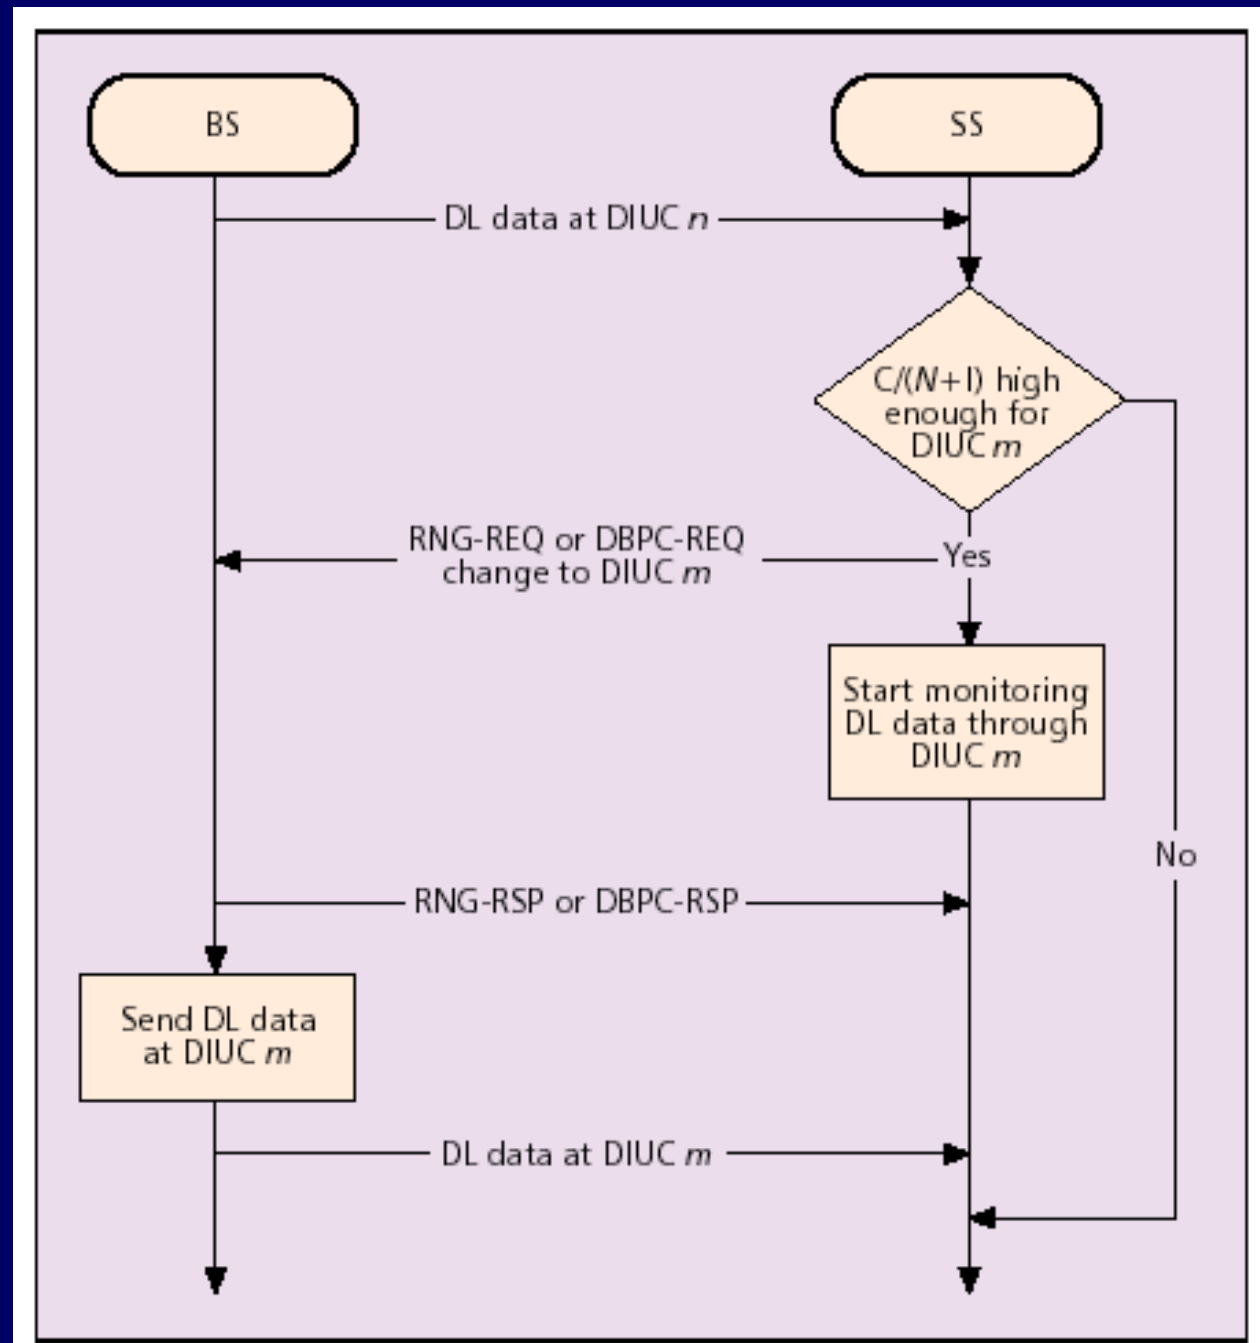 BS
SS
DL data at DIUC n
C/(N+I) high
enough for
DIUC m
RNG-REQ or DBPC-REQ
change to DIUC m
Yes
Start monitoring
DL data through
DIUC m
No
RNG-RSP or DBPC-RSP
Send DL data
at DIUC m
DL data at DIUC m